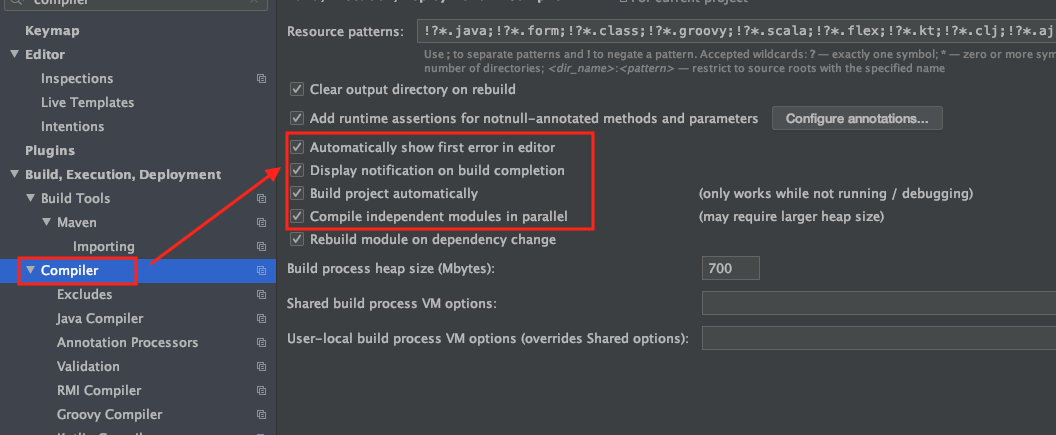 compiler
Keymap
Editor
Inspections
Live Templates
Intentions
Plugins
Build, Execution, Deployment
Build Tools
Maven
Importing
Compiler
Excludes
Java Compiler
Annotation Processors
Validation
RMI Compiler
Groovy Compiler
For current project
Resource patterns: !?*.java;!?*.form;!?*.class;!?*.groovy;!?*.scala;!?*.flex;!?*.kt;!?*.clj;!?*.aj
Use ; to separate patterns and ! to negate a pattern. Accepted wildcards: ? — exactly one symbol; * — zero or more sym
number of directories; <dir_name>:<pattern> — restrict to source roots with the specified name
Clear output directory on rebuild
Add runtime assertions for notnull-annotated methods and parameters Configure annotations...
Automatically show first error in editor
Display notification on build completion
Build project automatically (only works while not running / debugging)
Compile independent modules in parallel (may require larger heap size)
Rebuild module on dependency change
Build process heap size (Mbytes): 700
Shared build process VM options:
User-local build process VM options (overrides Shared options):